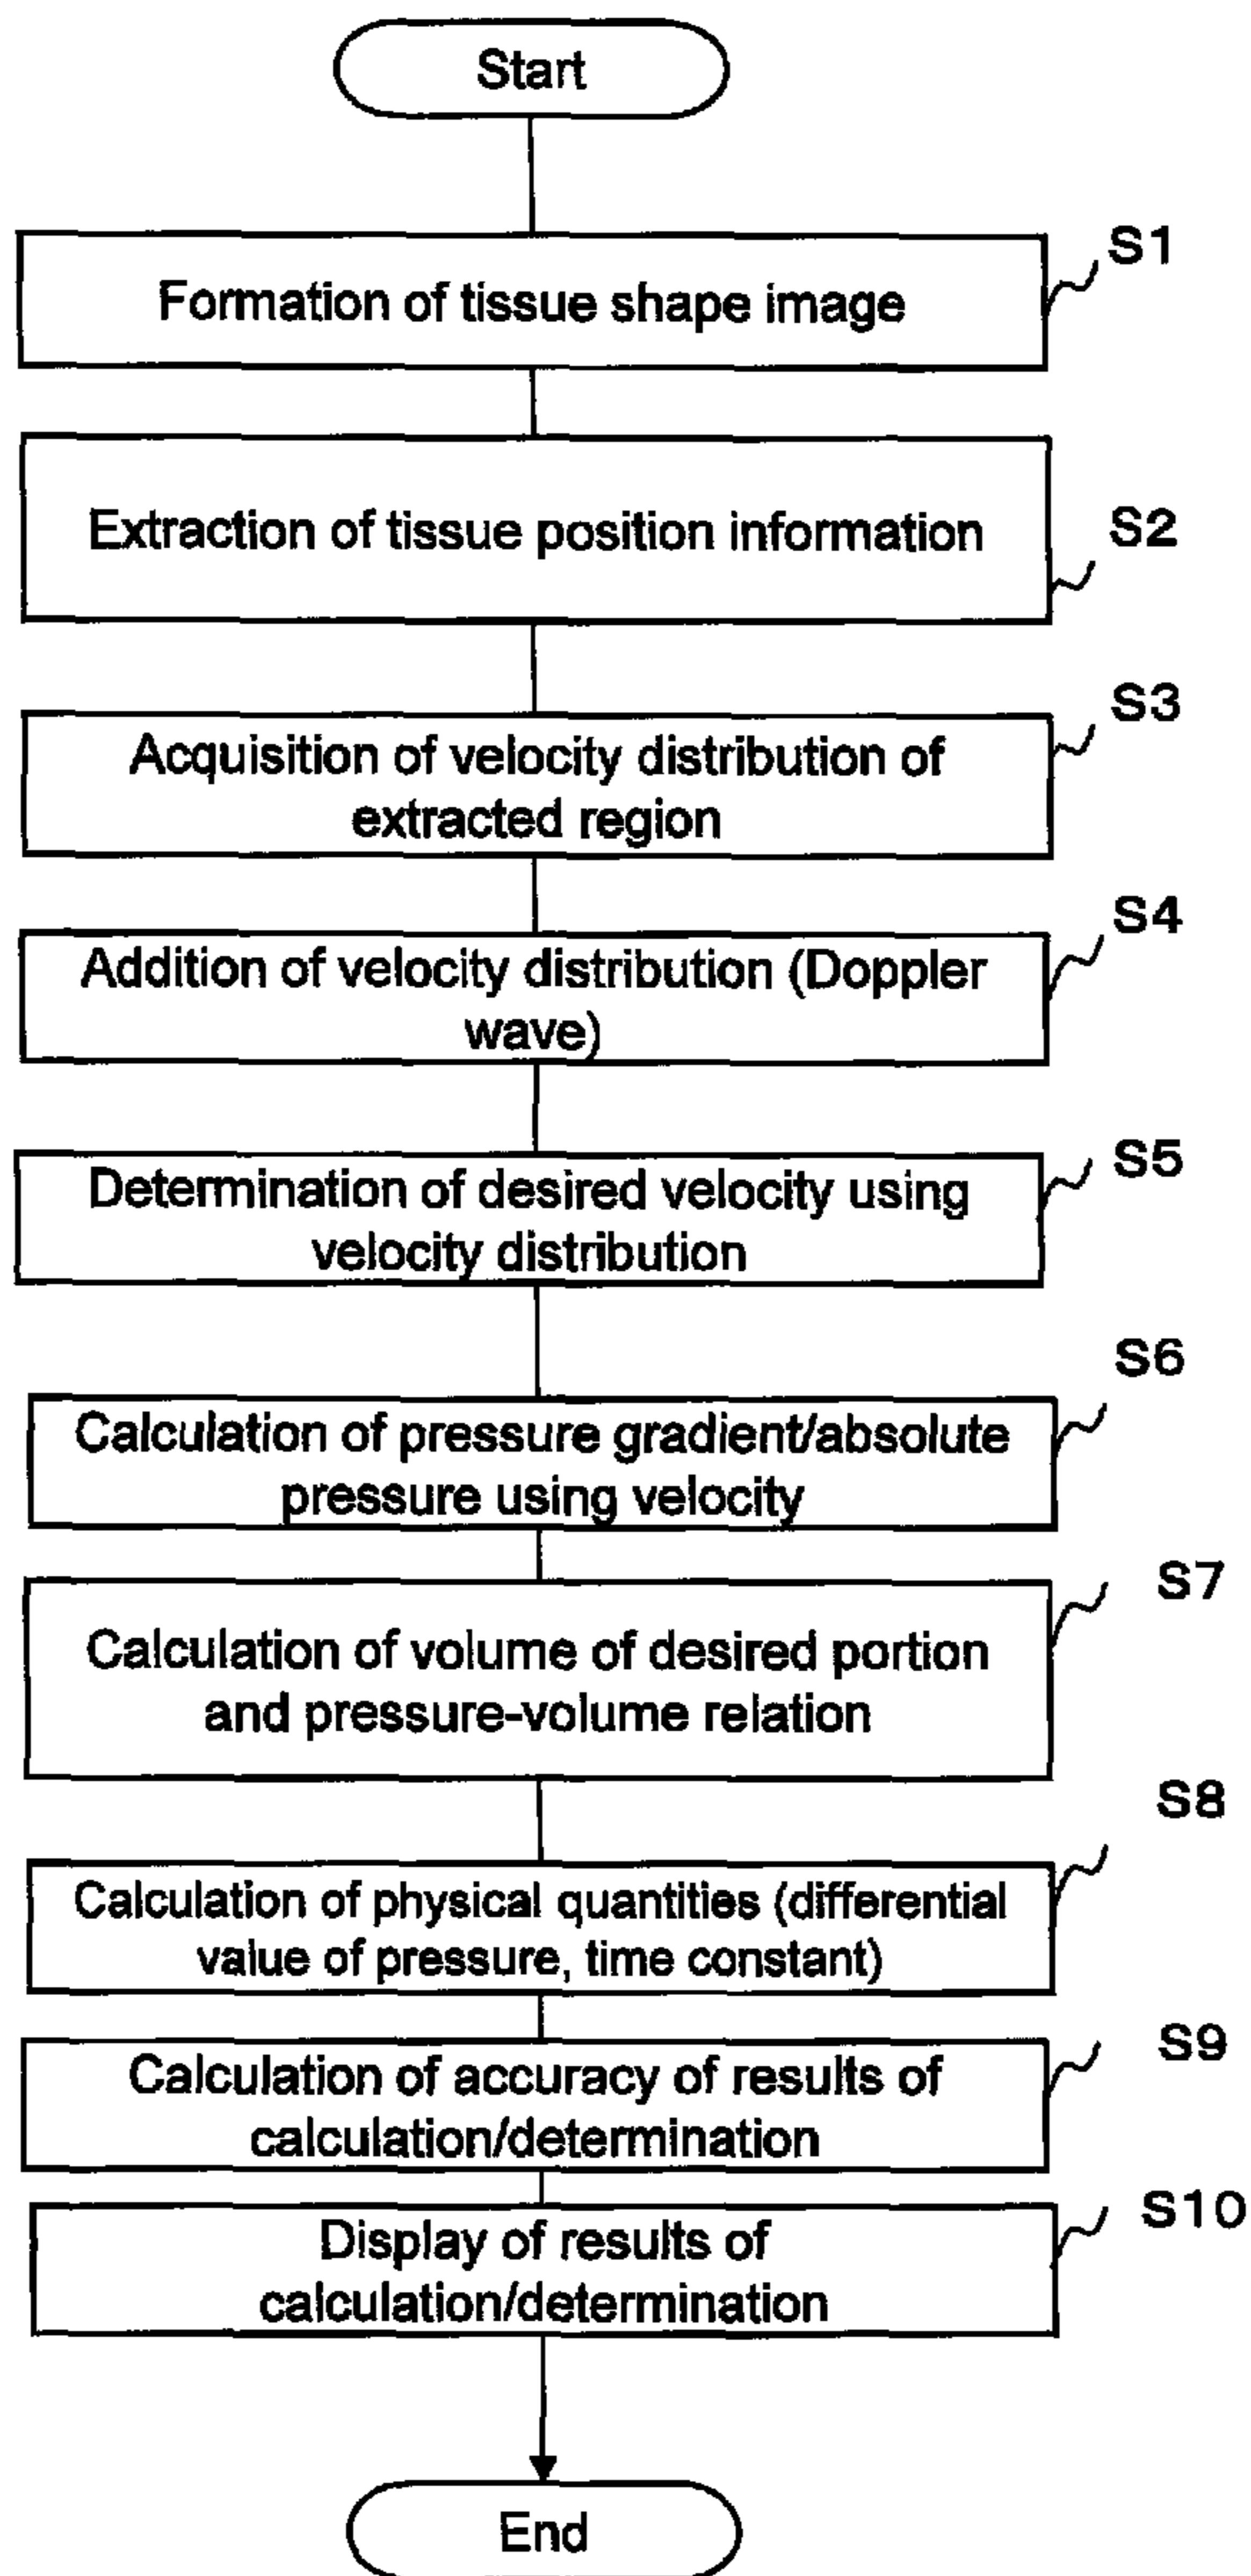 Start
S1
Formation of tissue shape image
Extraction of tissue position information
S2
S3
Acquisition of velocity distribution of
extracted region
S4
Addition of velocity distribution (Doppler
wave)
S5
Determination of desired velocity using
velocity distribution
S6
Calculation of pressure gradient/absolute
pressure using velocity
S7
Calculation of volume of desired portion
and pressure-volume relation
S8
Calculation of physical quantities (differential
value of pressure, time constant)
S9
Calculation of accuracy of results of
calculation/determination
S10
Display of results of
calculation/determination
End